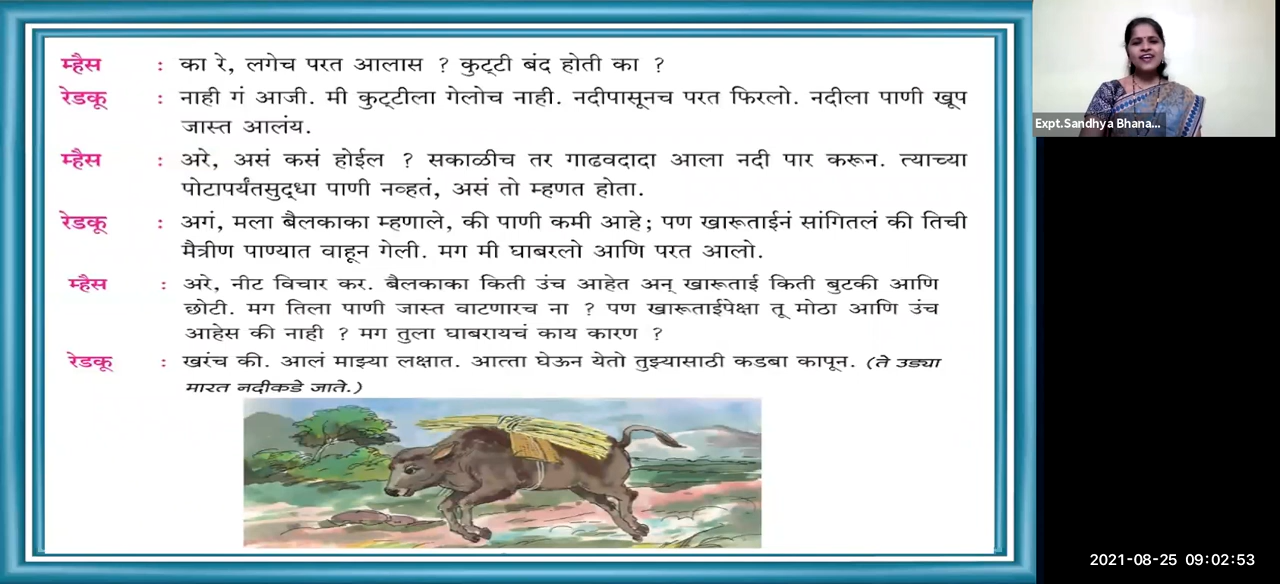 म्हैस : का रे, लगेच परत आलास ? कुट्टी बंद होती का ?
रेडकू : नाही गं आजी. मी कुट्टीला गेलोच नाही. नदीपासूनच परत फिरलो. नदीला पाणी खूप
जास्त आलंय.
म्हैस : अरे, असं कसं होईल ? सकाळीच तर गाढवदादा आला नदी पार करून. त्याच्या
पोटापर्यंतसुद्धा पाणी नव्हतं, असं तो म्हणत होता.
रेडकू : अगं, मला बैलकाका म्हणाले, की पाणी कमी आहे; पण खारूताईनं सांगितलं की तिची
मैत्रीण पाण्यात वाहून गेली. मग मी घाबरलो आणि परत आलो.
म्हैस : अरे, नीट विचार कर. बैलकाका किती उंच आहेत अन् खारूताई किती बुटकी आणि
छोटी. मग तिला पाणी जास्त वाटणारच ना ? पण खारूताईपेक्षा तू मोठा आणि उंच
आहेस की नाही ? मग तुला घाबरायचं काय कारण ?
रेडकू : खरंच की. आलं माझ्या लक्षात. आत्ता घेऊन येतो तुझ्यासाठी कडबा कापून. (ते उड्या
मारत नदीकडे जाते.)
Expt.Sandhya Bhana...
2021-08-25 09:02:53